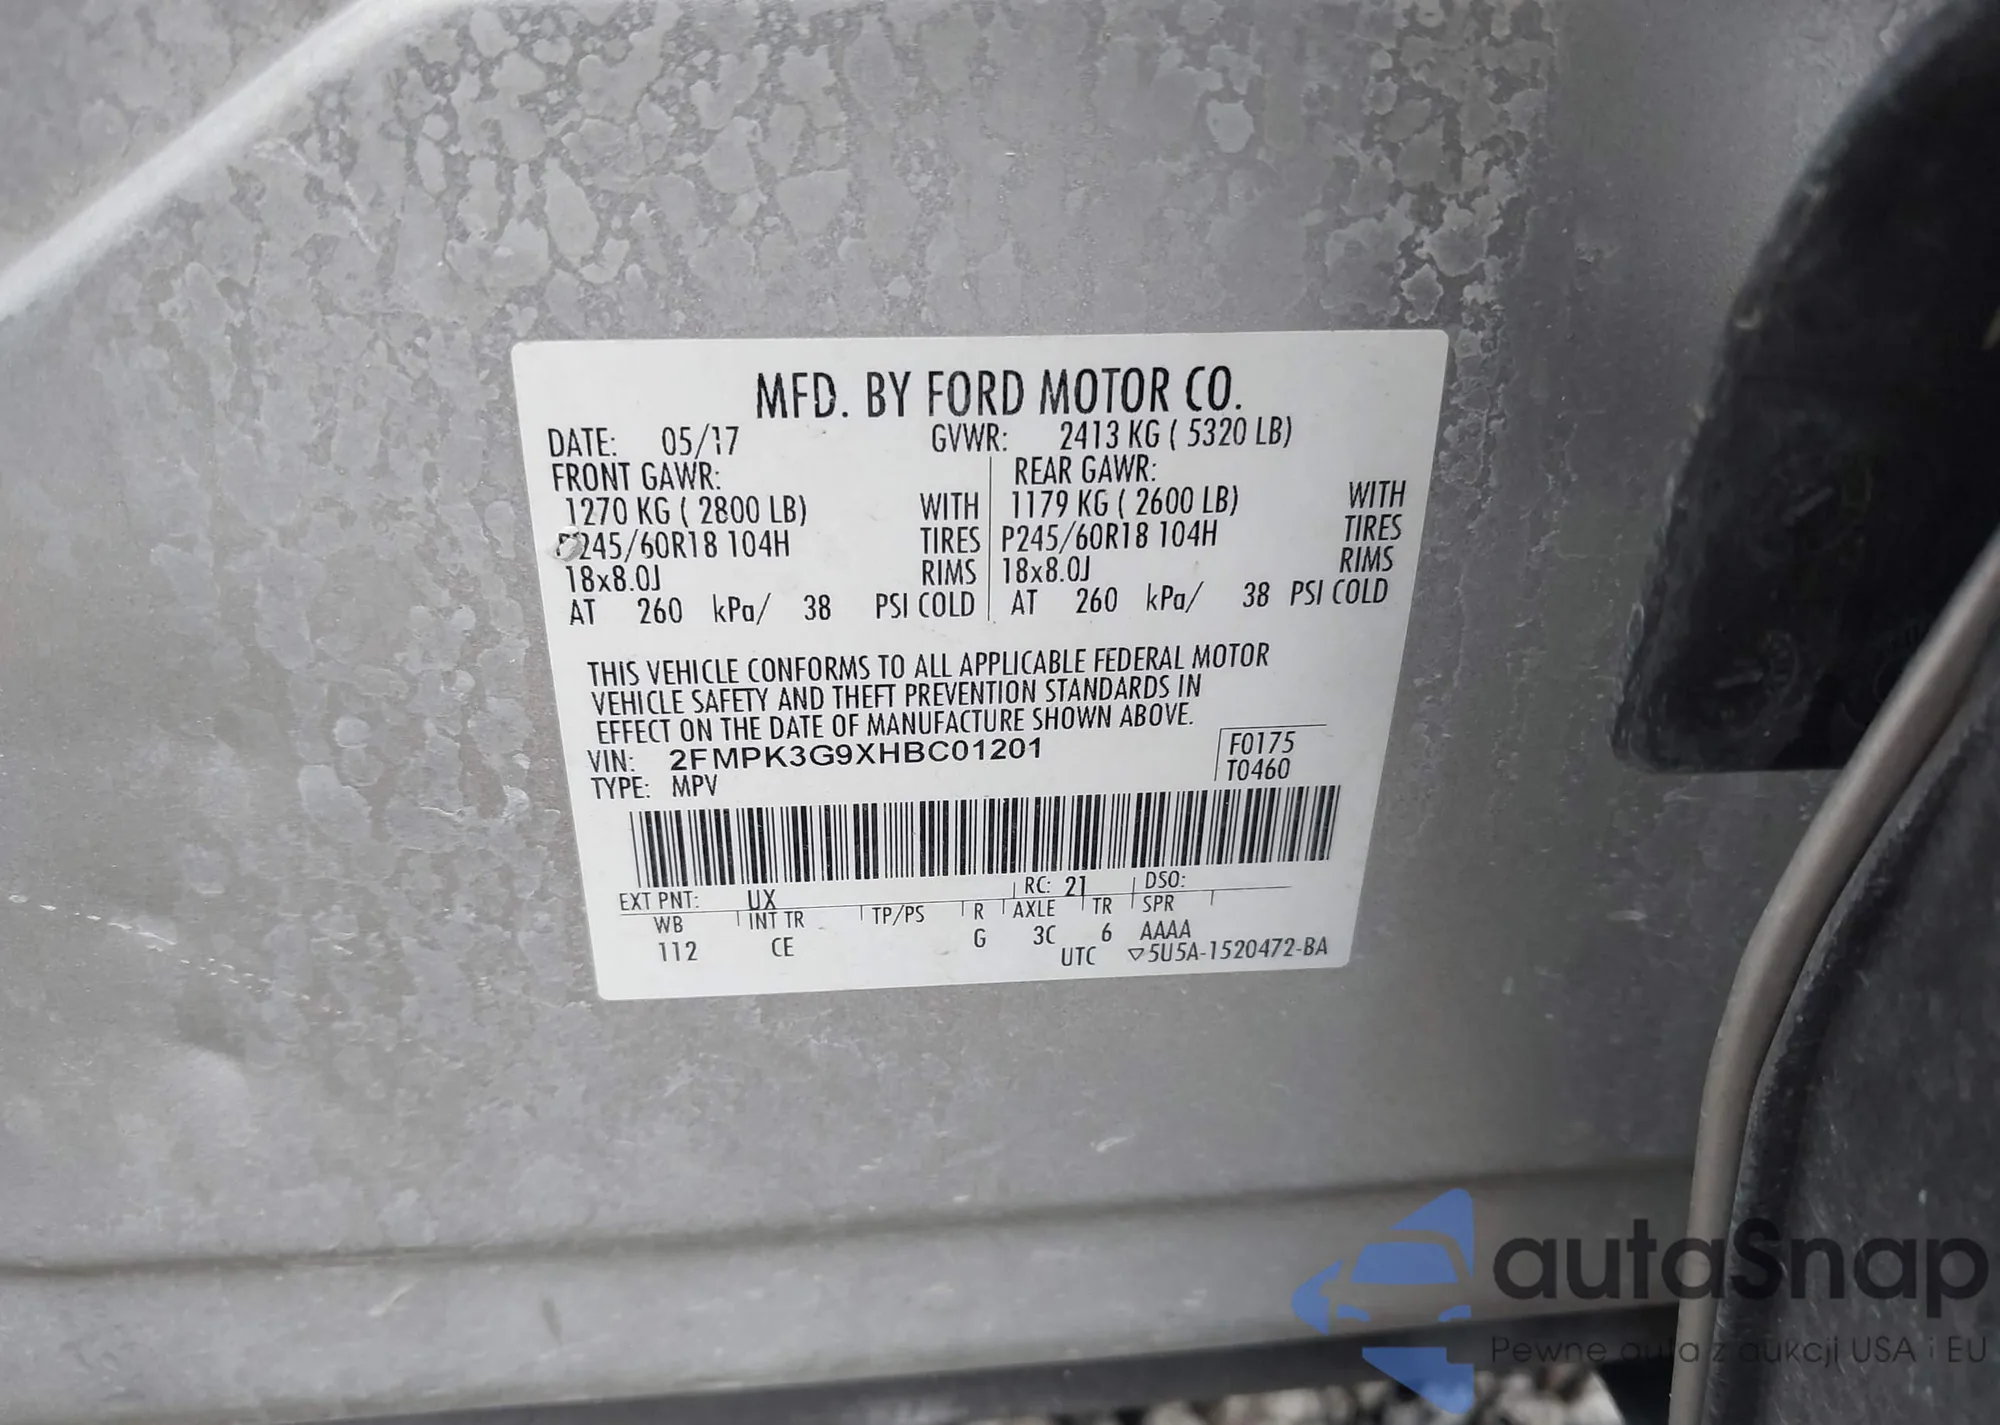 MFD. BY FORD MOTOR CO.
DATE: 05/17 GVWR: 2413 KG ( 5320 LB)
FRONT GAWR: REAR GAWR:
1270 KG ( 2800 LB) WITH 1179 KG ( 2600 LB) WITH
P245/60R18 104H TIRES P245/60R18 104H TIRES
18x8.0J RIMS 18x8.0J RIMS
AT 260 kPa/ 38 PSI COLD AT 260 kPa/ 38 PSI COLD
THIS VEHICLE CONFORMS TO ALL APPLICABLE FEDERAL MOTOR
VEHICLE SAFETY AND THEFT PREVENTION STANDARDS IN
EFFECT ON THE DATE OF MANUFACTURE SHOWN ABOVE.
VIN: 2FMPK3G9XHBC01201 F0175
TYPE: MPV T0460
EXT PNT: UX RC: 21 DSO:
WB INT TR TP/PS R AXLE TR SPR
112 CE G 3C 6 AAAA
UTC ▽5U5A-1520472-BA
autaSnap
Pewne auta z aukcji USA i EU